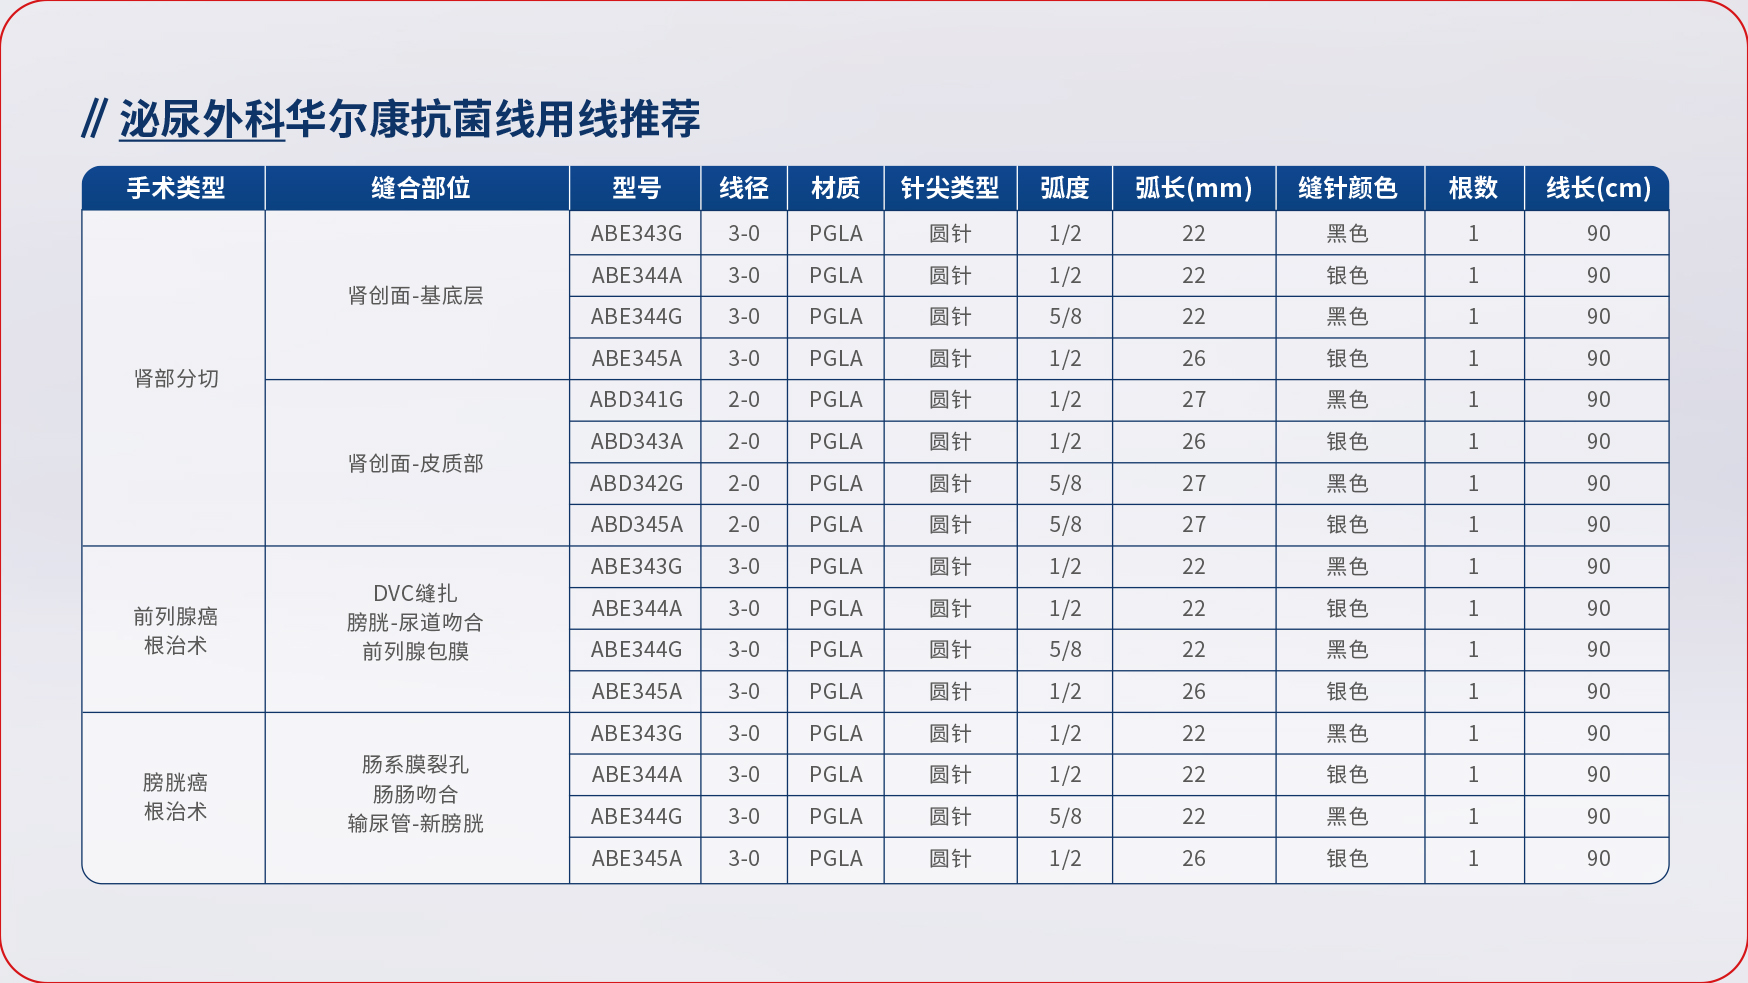 // 泌尿外科华尔康抗菌线用线推荐
手术类型 缝合部位 型号 线径 材质 针尖类型 弧度 弧长(mm) 缝针颜色 根数 线长(cm)
肾部分切
肾创面-基底层
ABE343G 3-0 PGLA 圆针 1/2 22 黑色 1 90
ABE344A 3-0 PGLA 圆针 1/2 22 银色 1 90
ABE344G 3-0 PGLA 圆针 5/8 22 黑色 1 90
ABE345A 3-0 PGLA 圆针 1/2 26 银色 1 90
肾创面-皮质部
ABD341G 2-0 PGLA 圆针 1/2 27 黑色 1 90
ABD343A 2-0 PGLA 圆针 1/2 26 银色 1 90
ABD342G 2-0 PGLA 圆针 5/8 27 黑色 1 90
ABD345A 2-0 PGLA 圆针 5/8 27 银色 1 90
前列腺癌
根治术
DVC缝扎
膀胱-尿道吻合
前列腺包膜
ABE343G 3-0 PGLA 圆针 1/2 22 黑色 1 90
ABE344A 3-0 PGLA 圆针 1/2 22 银色 1 90
ABE344G 3-0 PGLA 圆针 5/8 22 黑色 1 90
ABE345A 3-0 PGLA 圆针 1/2 26 银色 1 90
膀胱癌
根治术
肠系膜裂孔
肠肠吻合
输尿管-新膀胱
ABE343G 3-0 PGLA 圆针 1/2 22 黑色 1 90
ABE344A 3-0 PGLA 圆针 1/2 22 银色 1 90
ABE344G 3-0 PGLA 圆针 5/8 22 黑色 1 90
ABE345A 3-0 PGLA 圆针 1/2 26 银色 1 90